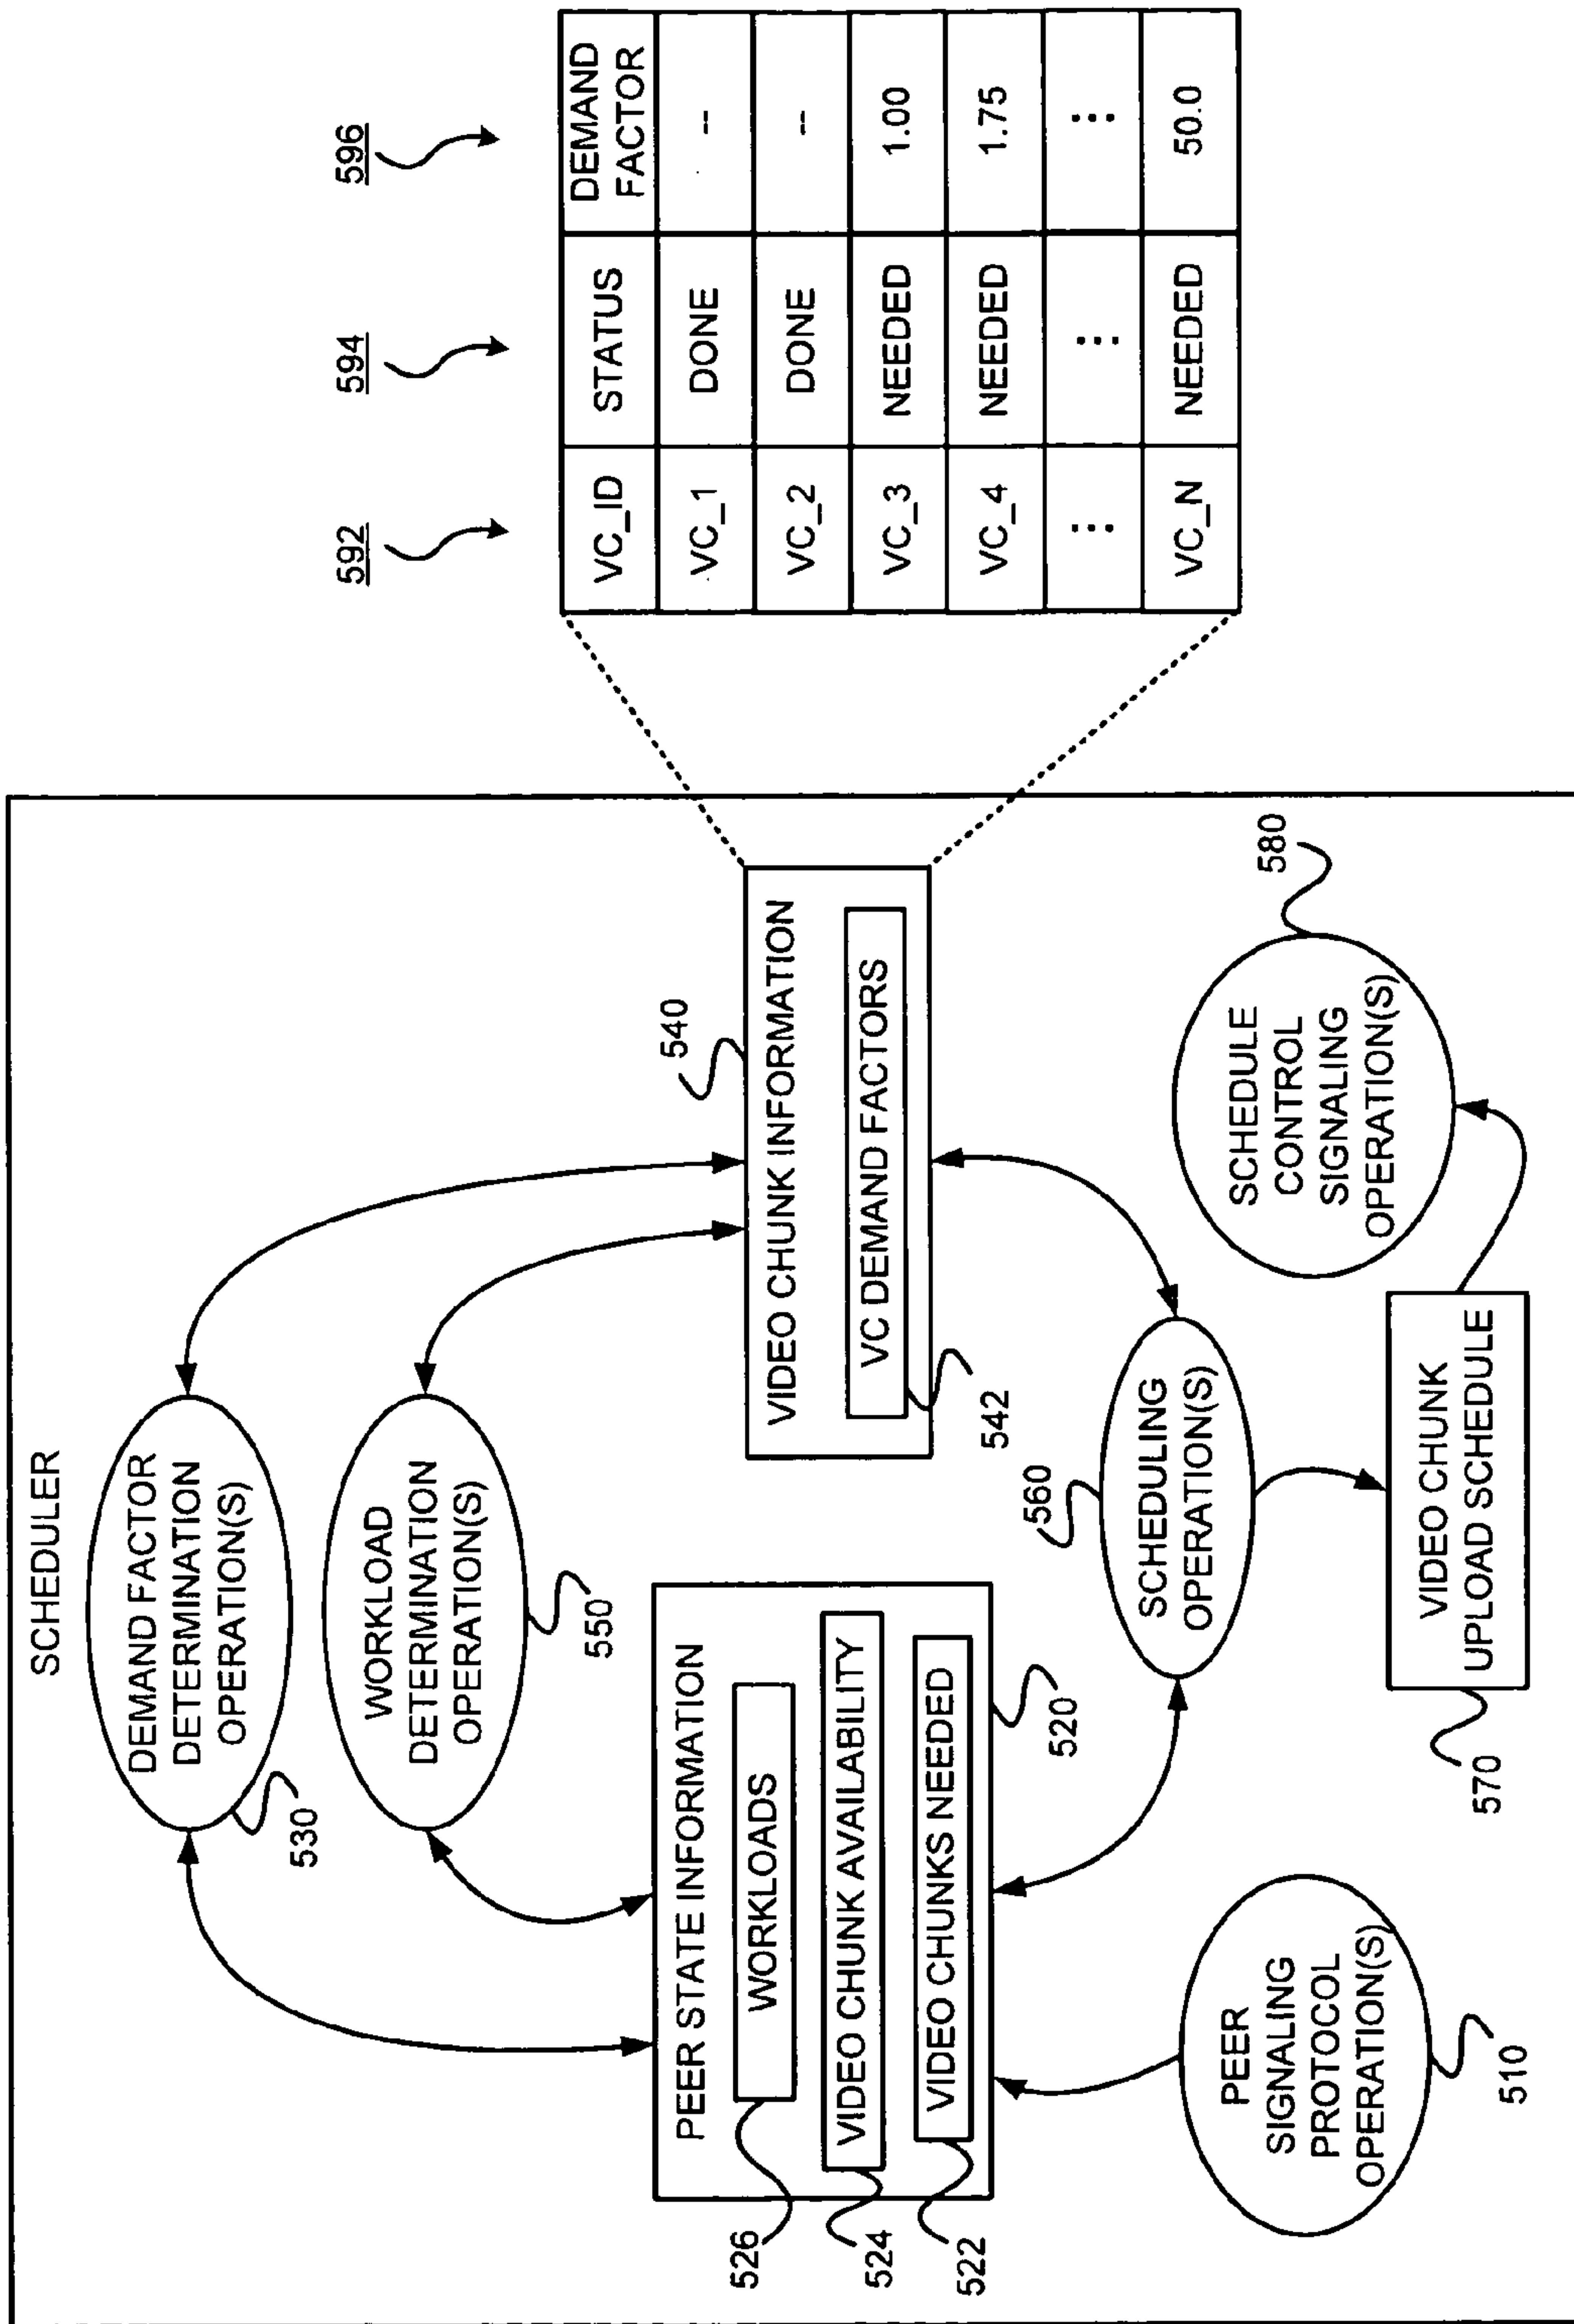 SCHEDULER
DEMAND FACTOR
DETERMINATION
OPERATION(S)
530
WORKLOAD
DETERMINATION
OPERATION(S)
550
PEER STATE INFORMATION
WORKLOADS
VIDEO CHUNK AVAILABILITY
VIDEO CHUNKS NEEDED
526
524
522
520
PEER
SIGNALING
PROTOCOL
OPERATION(S)
510
VIDEO CHUNK INFORMATION
VC DEMAND FACTORS
540
542
SCHEDULING
OPERATION(S)
560
VIDEO CHUNK
UPLOAD SCHEDULE
570
SCHEDULE
CONTROL
SIGNALING
OPERATION(S)
580
592 594 596
VC_ID STATUS DEMAND FACTOR
VC_1 DONE --
VC_2 DONE --
VC_3 NEEDED 1.00
VC_4 NEEDED 1.75
⋮ ⋮ ⋮
VC_N NEEDED 50.0